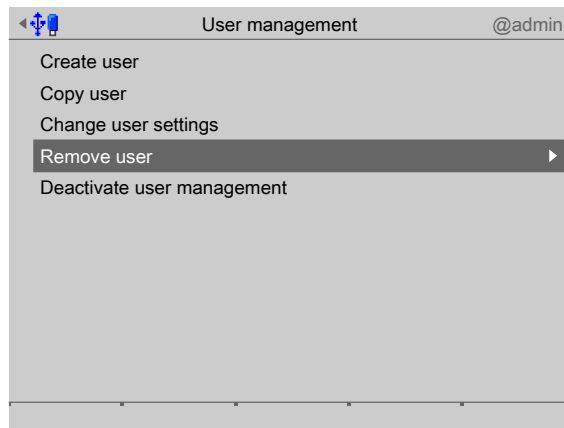 User management @admin
Create user
Copy user
Change user settings
Remove user
Deactivate user management